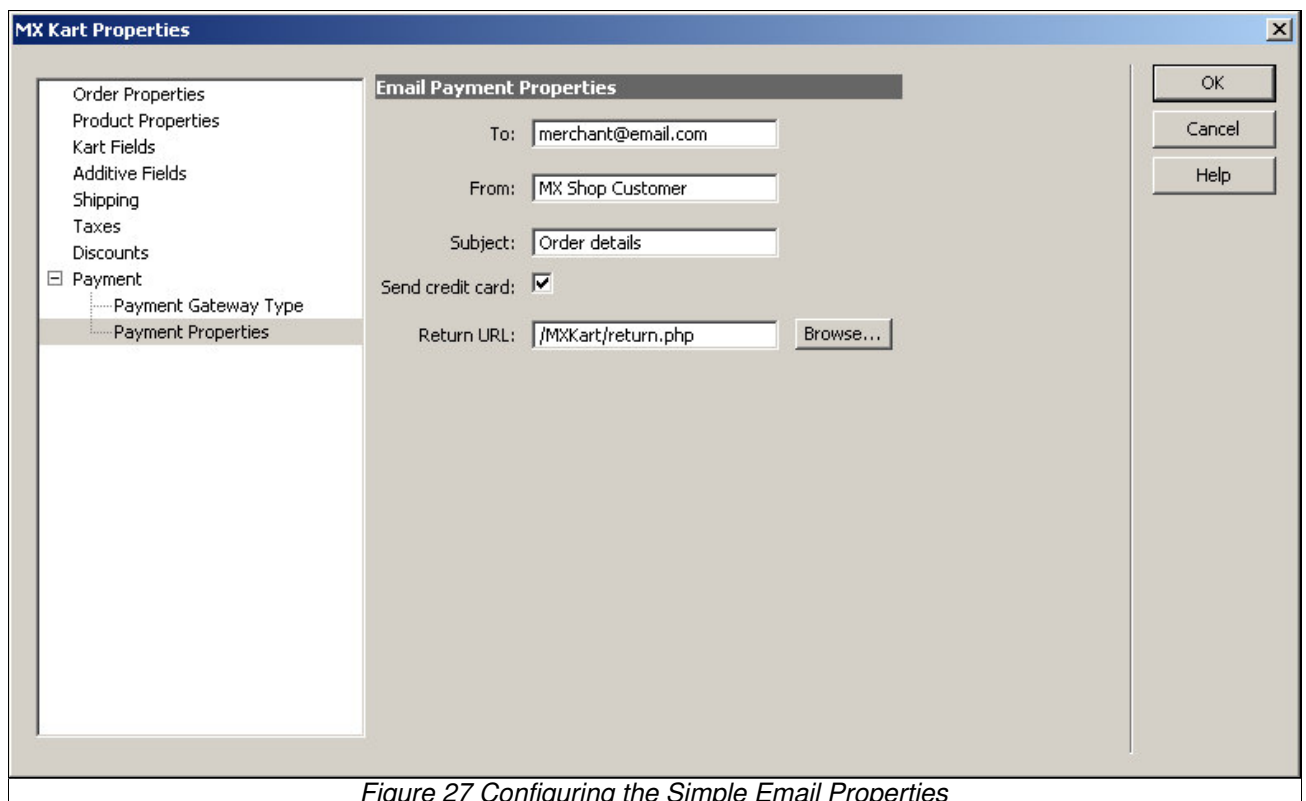 MX Kart Properties
Order Properties
Product Properties
Kart Fields
Additive Fields
Shipping
Taxes
Discounts
Payment
Payment Gateway Type
Payment Properties
Email Payment Properties
To: merchant@email.com
From: MX Shop Customer
Subject: Order details
Send credit card:
Return URL: /MXKart/return.php Browse...
OK
Cancel
Help
Figure 27 Configuring the Simple Email Properties